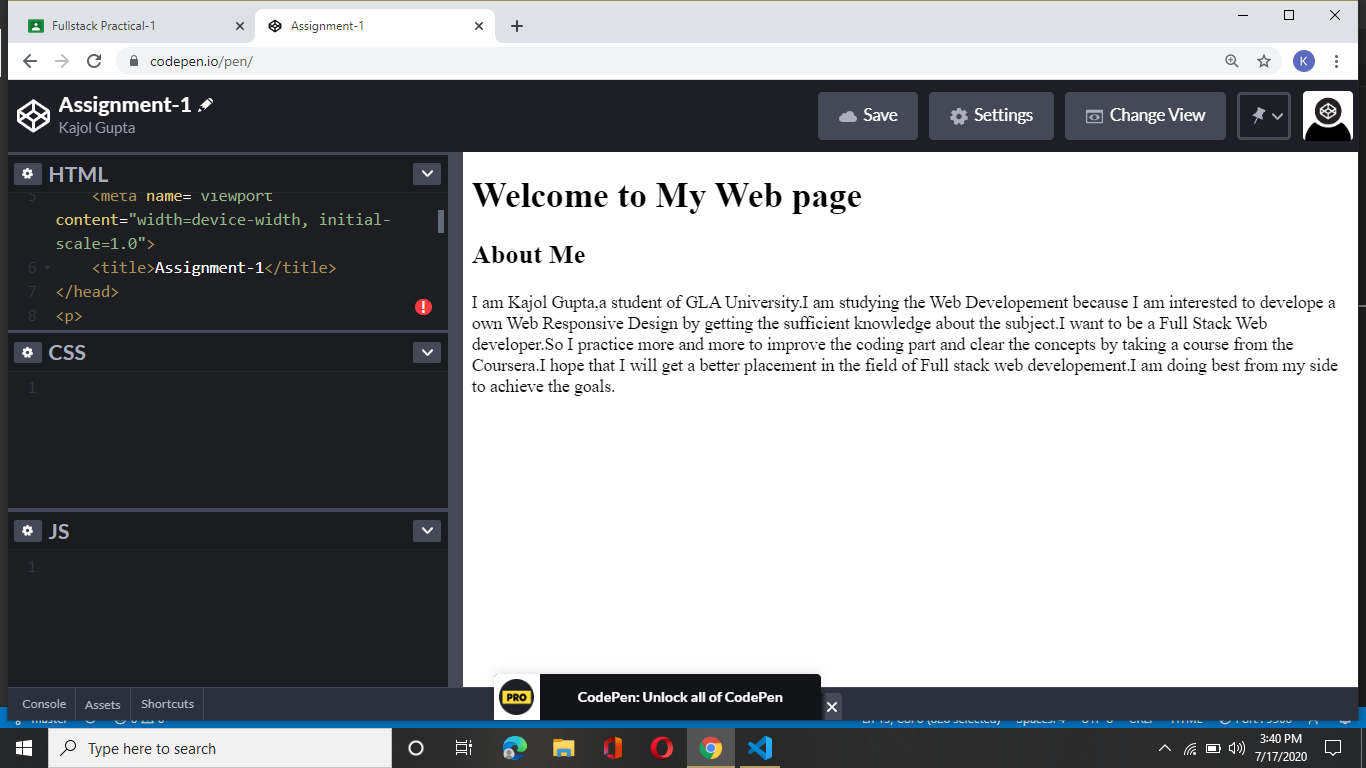 Fullstack Practical-1
Assignment-1
codepen.io/pen/
K
Assignment-1
Kajol Gupta
Save
Settings
Change View
HTML
5 <meta name="viewport
content="width=device-width, initial-
scale=1.0">
6 <title>Assignment-1</title>
7 </head>
8 <p>
CSS
1
JS
1
Welcome to My Web page
About Me
I am Kajol Gupta,a student of GLA University.I am studying the Web Developement because I am interested to develope a
own Web Responsive Design by getting the sufficient knowledge about the subject.I want to be a Full Stack Web
developer.So I practice more and more to improve the coding part and clear the concepts by taking a course from the
Coursera.I hope that I will get a better placement in the field of Full stack web developement.I am doing best from my side
to achieve the goals.
Console
Assets
Shortcuts
PRO
CodePen: Unlock all of CodePen
master
Type here to search
3:40 PM
7/17/2020